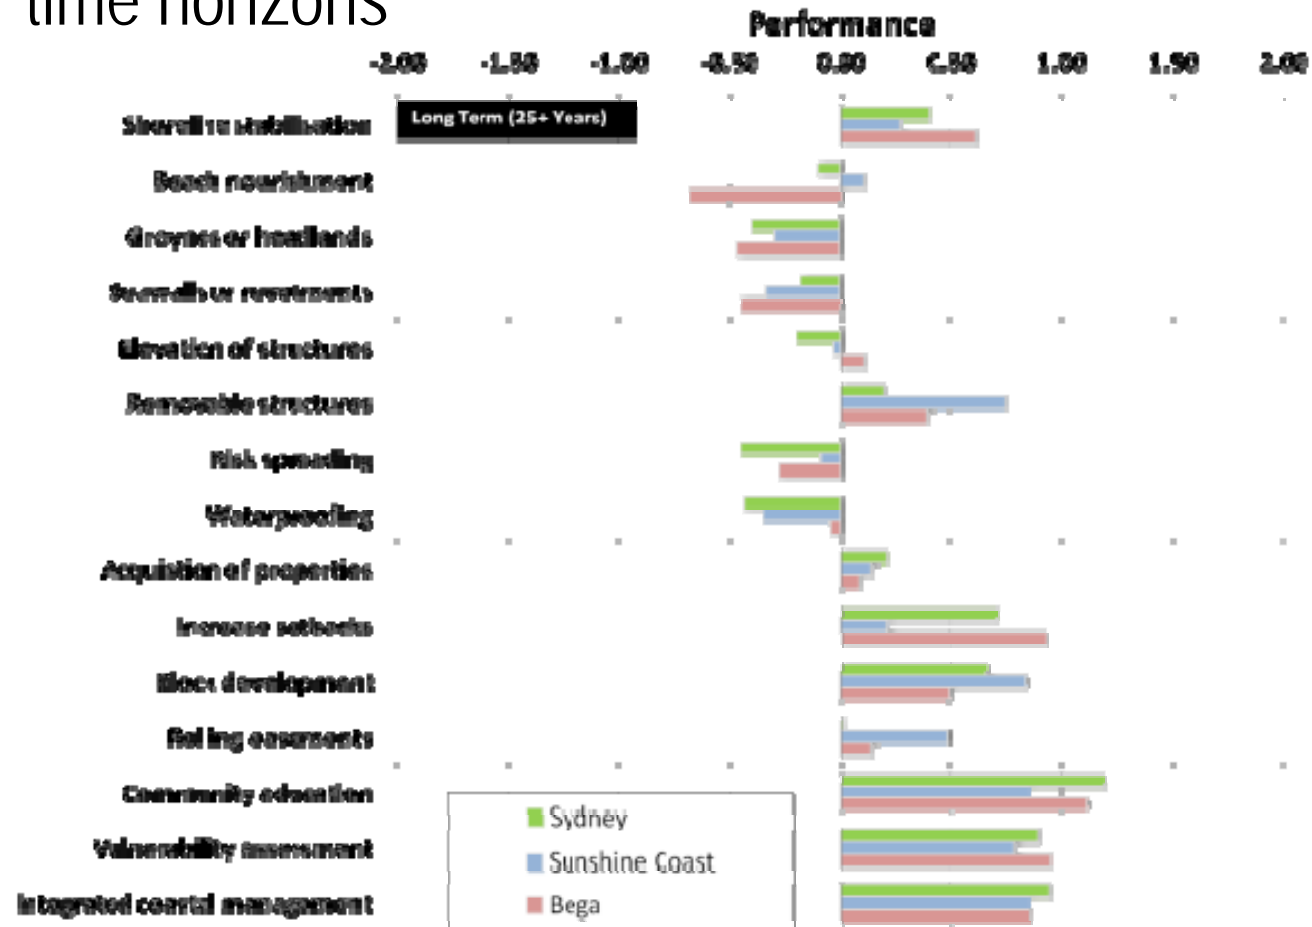 time horizons
Performance
-2.00 -1.50 -1.00 -0.50 0.00 0.50 1.00 1.50 2.00
Long Term (25+ Years)
Shoreline stabilisation
Beach nourishment
Groynes or headlands
Seawalls or revetments
Elevation of structures
Removable structures
Risk spreading
Waterproofing
Acquistion of properties
Increase setbacks
Block development
Rolling easements
Community education
Vulnerability assessment
Integrated coastal management
Sydney
Sunshine Coast
Bega